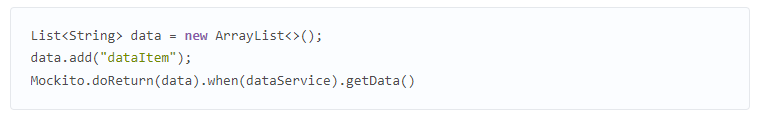 List<String> data = new ArrayList<>();
data.add("dataItem");
Mockito.doReturn(data).when(dataService).getData()